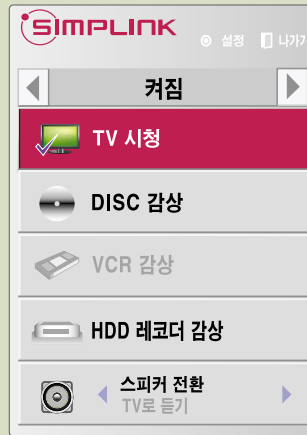 SIMPLINK
설정 나가기
켜짐
TV 시청
DISC 감상
VCR 감상
HDD 레코더 감상
스피커 전환
TV로 듣기